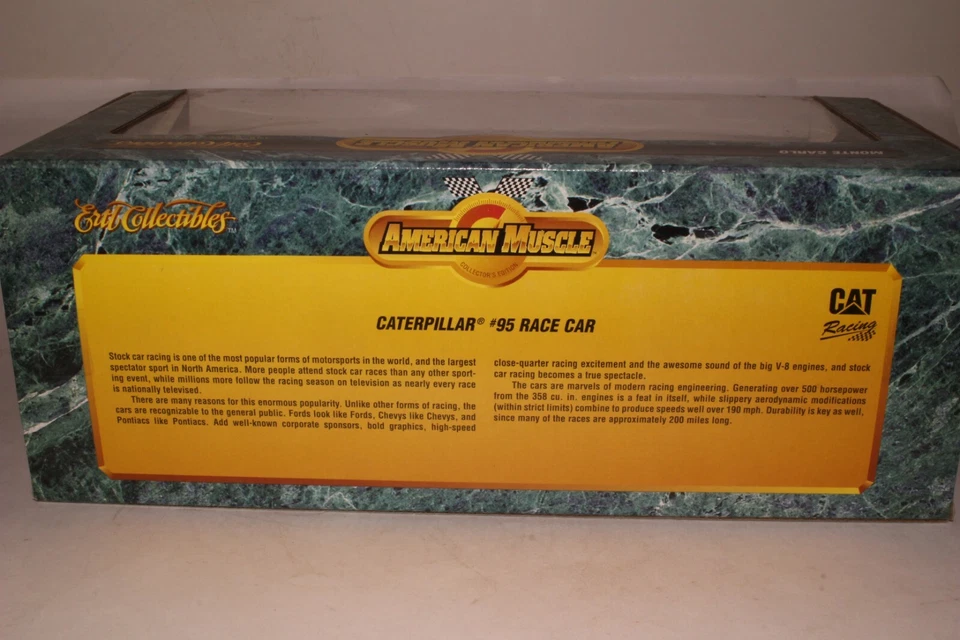 MONTE CARLO
AMERICAN MUSCLE
Ertl Collectibles™
AMERICAN MUSCLE
COLLECTOR'S EDITION
CATERPILLAR® #95 RACE CAR
CAT
Racing
Stock car racing is one of the most popular forms of motorsports in the world, and the largest
spectator sport in North America. More people attend stock car races than any other sport-
ing event, while millions more follow the racing season on television as nearly every race
is nationally televised.
There are many reasons for this enormous popularity. Unlike other forms of racing, the
cars are recognizable to the general public. Fords look like Fords, Chevys like Chevys, and
Pontiacs like Pontiacs. Add well-known corporate sponsors, bold graphics, high-speed
close-quarter racing excitement and the awesome sound of the big V-8 engines, and stock
car racing becomes a true spectacle.
The cars are marvels of modern racing engineering. Generating over 500 horsepower
from the 358 cu. in. engines is a feat in itself, while slippery aerodynamic modifications
(within strict limits) combine to produce speeds well over 190 mph. Durability is key as well,
since many of the races are approximately 200 miles long.